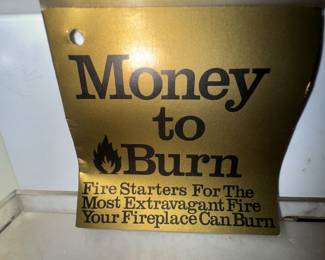 Money
to
Burn
Fire Starters For The
Most Extravagant Fire
Your Fireplace Can Burn